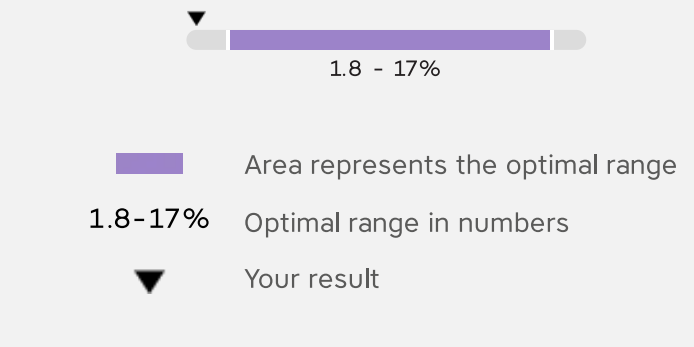 1.8 - 17%
Area represents the optimal range
1.8-17%
Optimal range in numbers
Your result